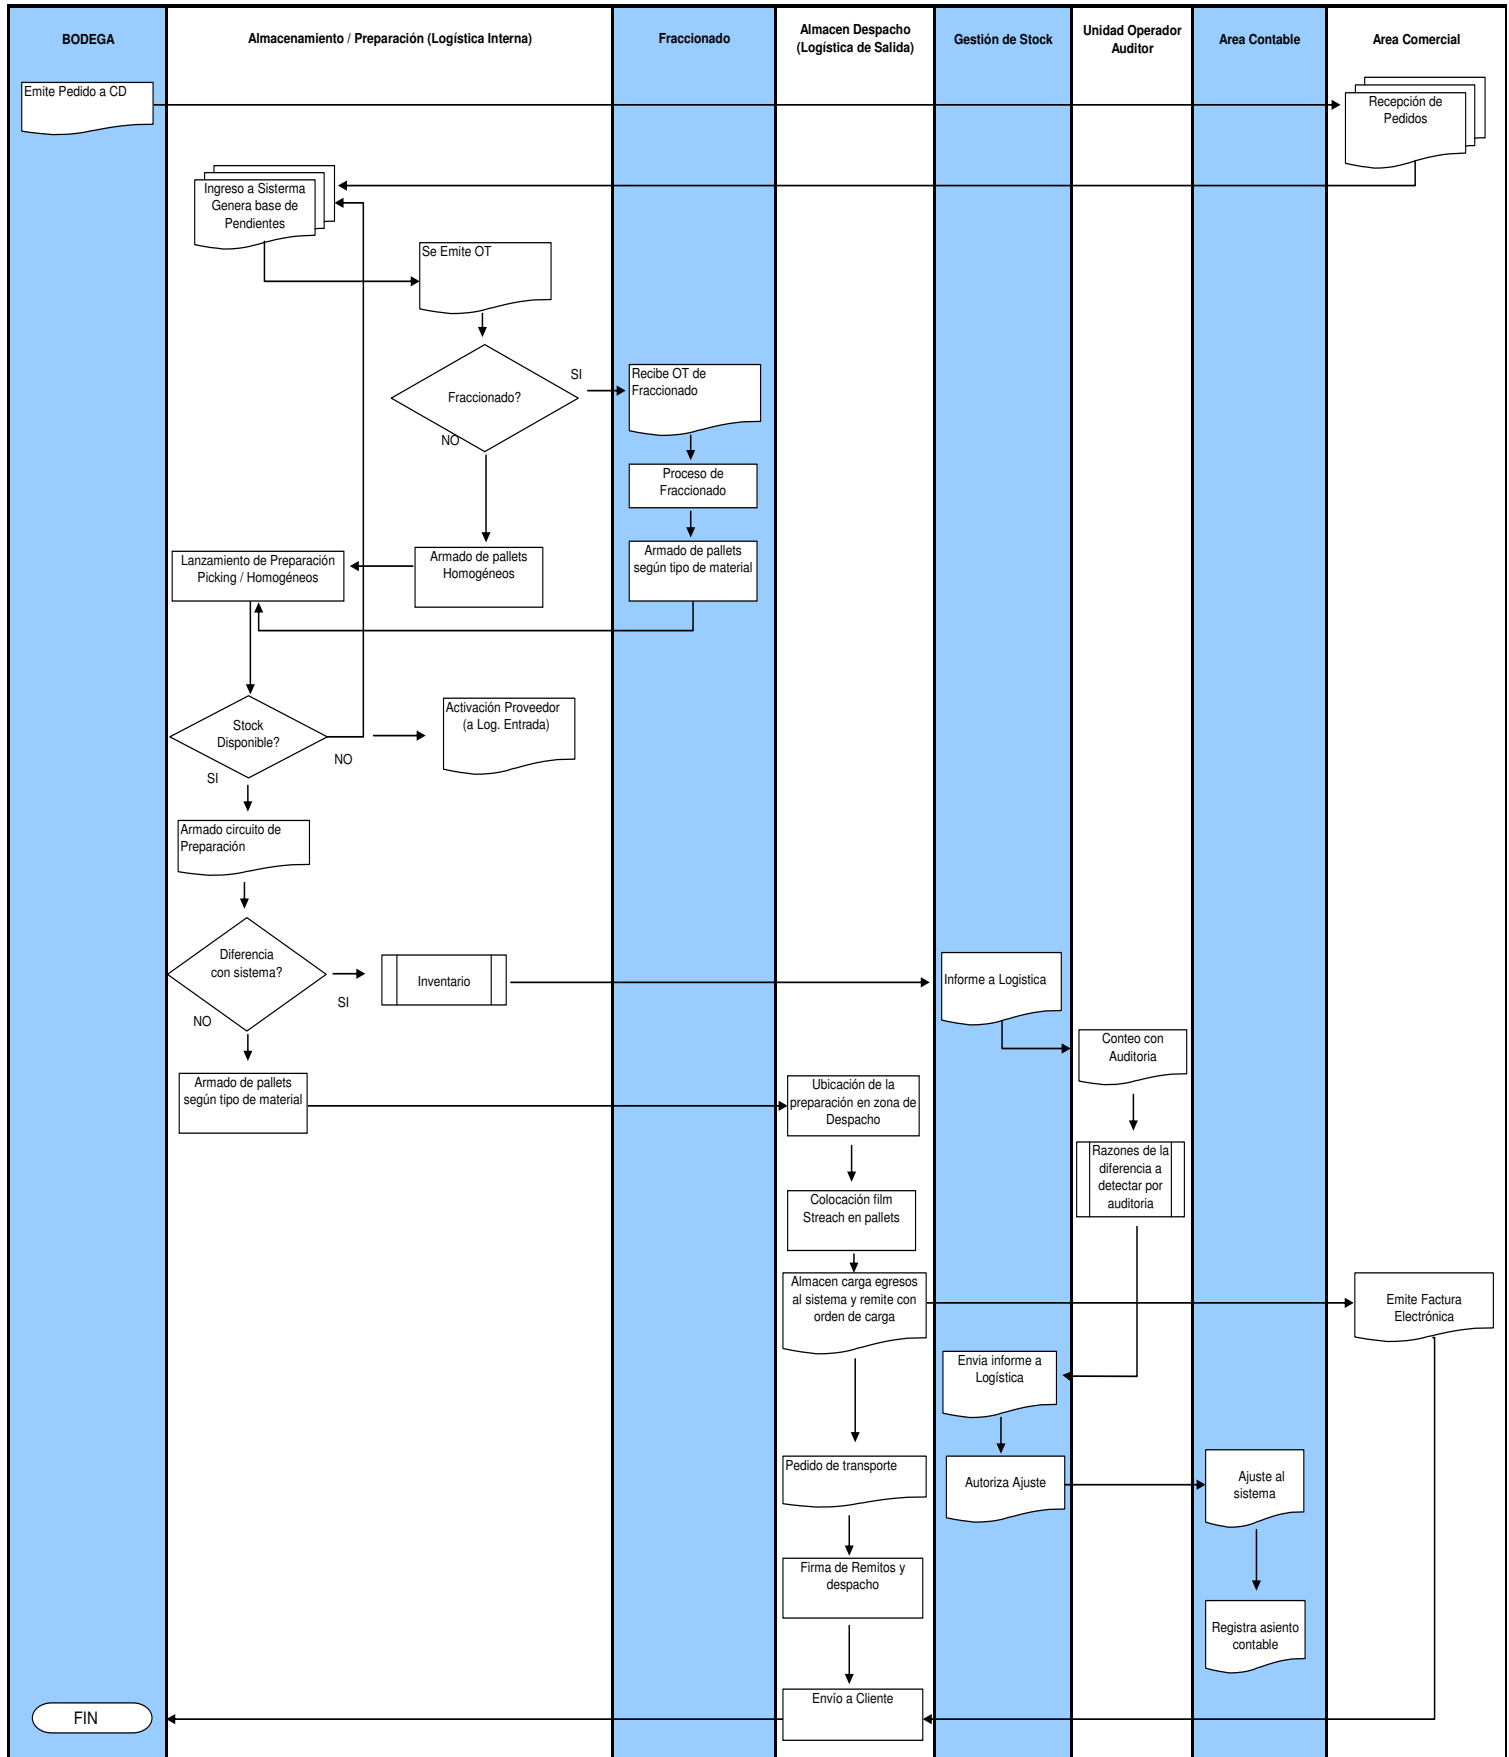 BODEGA
Almacenamiento / Preparación (Logística Interna)
Fraccionado
Almacen Despacho
(Logística de Salida)
Gestión de Stock
Unidad Operador
Auditor
Area Contable
Area Comercial
Emite Pedido a CD
Recepción de
Pedidos
Ingreso a Sisterma
Genera base de
Pendientes
Se Emite OT
Fraccionado?
SI
NO
Recibe OT de
Fraccionado
Proceso de
Fraccionado
Armado de pallets
según tipo de material
Armado de pallets
Homogéneos
Lanzamiento de Preparación
Picking / Homogéneos
Stock
Disponible?
NO
SI
Activación Proveedor
(a Log. Entrada)
Armado circuito de
Preparación
Diferencia
con sistema?
SI
NO
Inventario
Informe a Logistica
Conteo con
Auditoria
Armado de pallets
según tipo de material
Ubicación de la
preparación en zona de
Despacho
Razones de la
diferencia a
detectar por
auditoria
Colocación film
Streach en pallets
Almacen carga egresos
al sistema y remite con
orden de carga
Emite Factura
Electrónica
Envia informe a
Logística
Pedido de transporte
Autoriza Ajuste
Ajuste al
sistema
Firma de Remitos y
despacho
Registra asiento
contable
Envío a Cliente
FIN